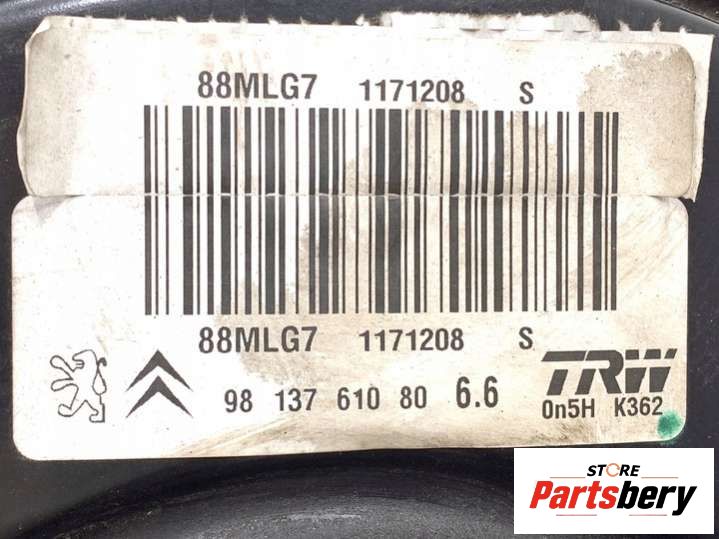 88MLG7 1171208 S
88MLG7 1171208 S
98 137 610 80 6.6
TRW
0n5H K362
STORE
Partsbery